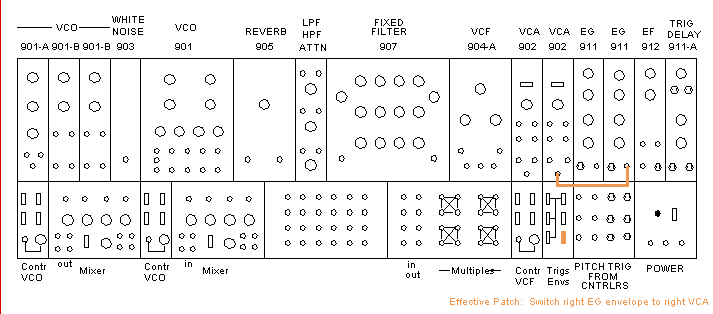 VCO WHITE NOISE VCO REVERB LPF HPF ATTN FIXED FILTER VCF VCA VCA EG EG EF TRIG DELAY
901-A 901-B 901-B 903 901 905 907 904-A 902 902 911 911 912 911-A
Contr VCO out Mixer Contr VCO in Mixer in out Multiples Contr VCF Trigs Envs PITCH TRIG FROM CNTRLRS POWER
Effective Patch: Switch right EG envelope to right VCA